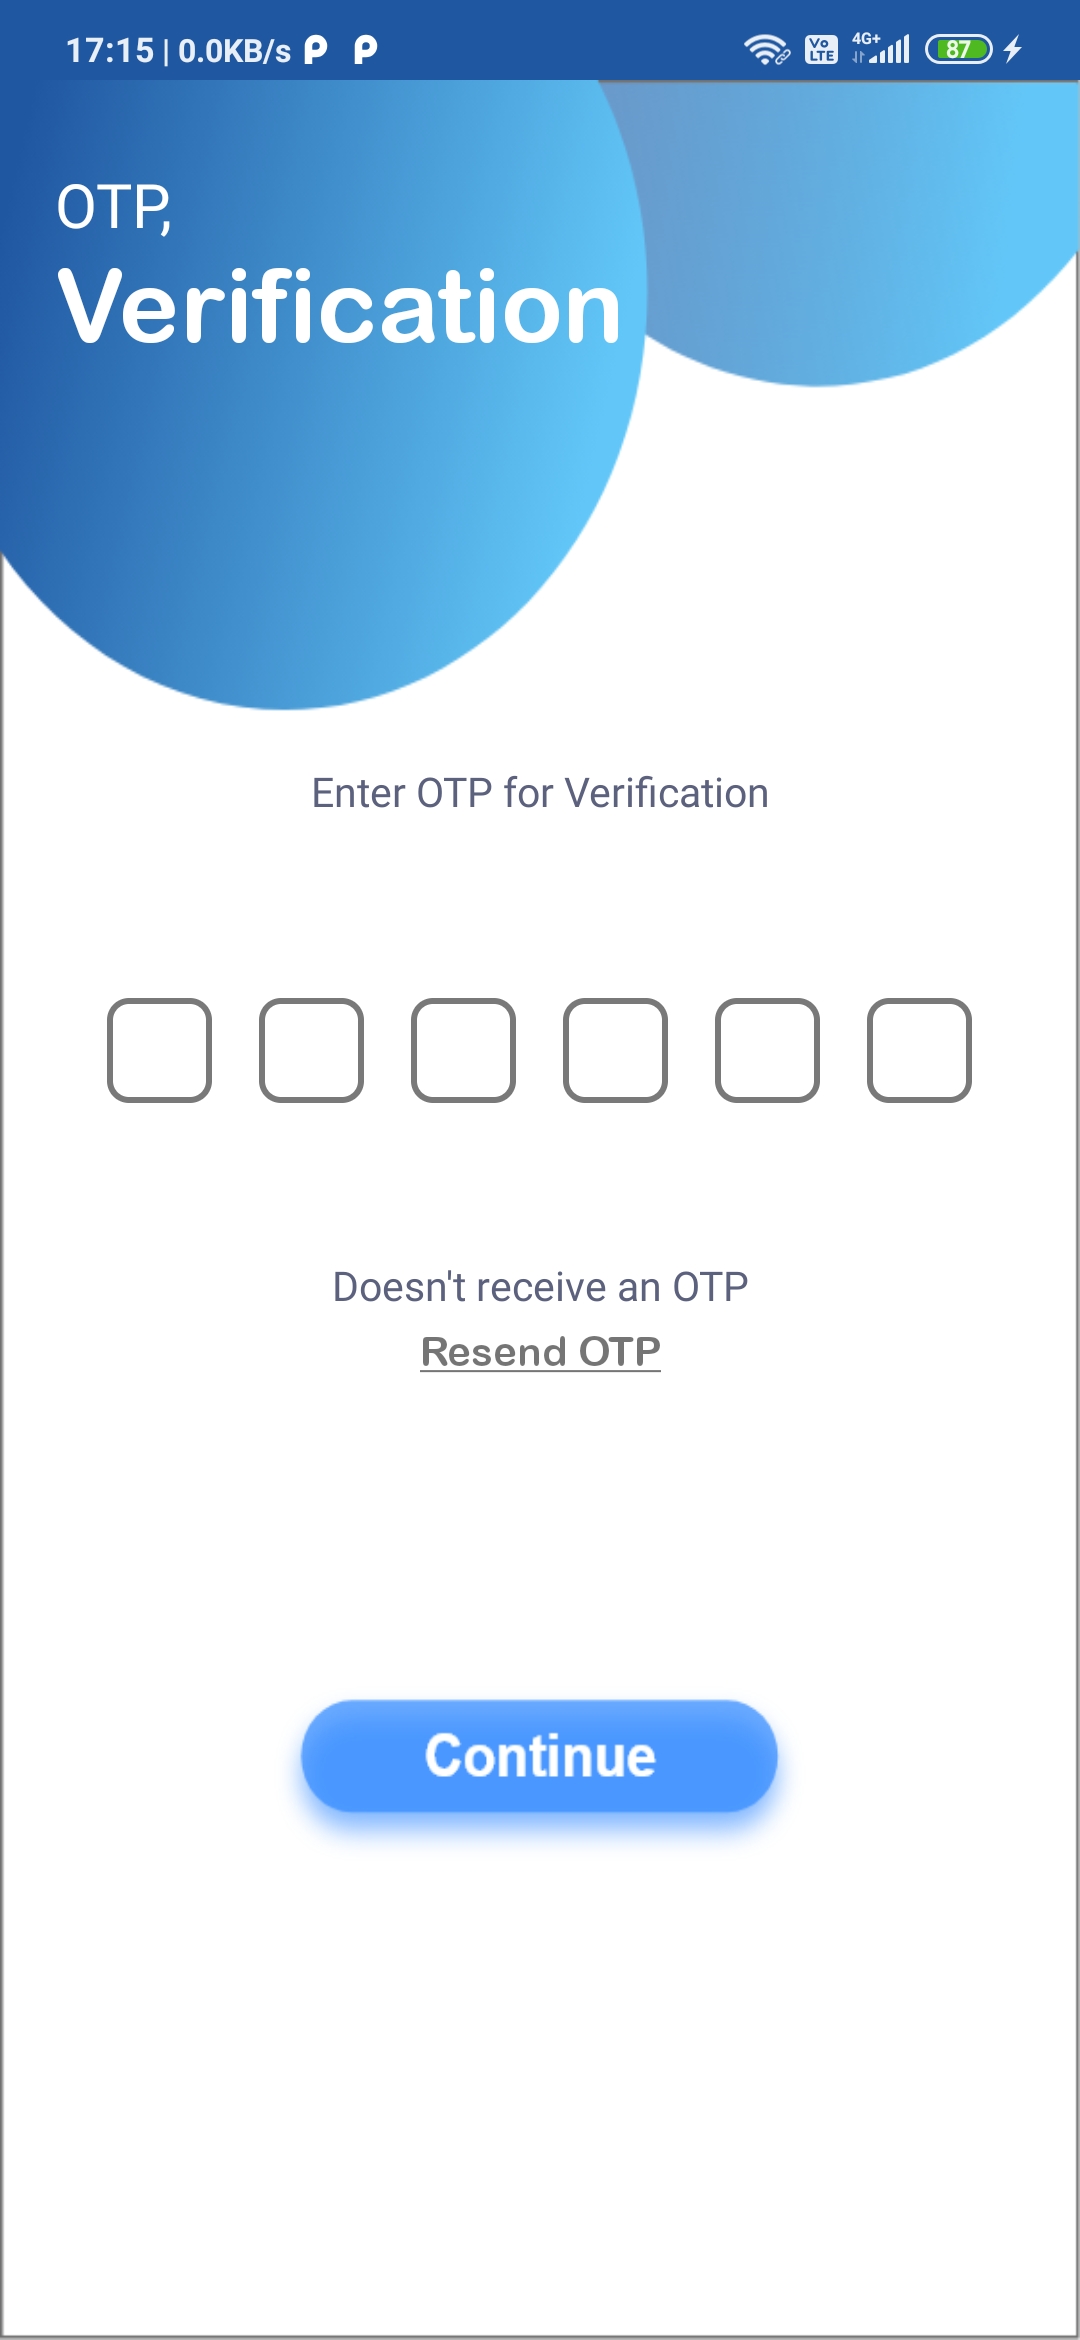 17:15 | 0.0KB/s
Vo LTE 4G+ 87
OTP,
Verification
Enter OTP for Verification
Doesn't receive an OTP
Resend OTP
Continue